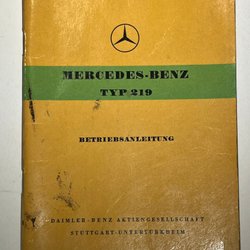 MERCEDES-BENZ
TYP 219
BETRIEBSANLEITUNG
DAIMLER-BENZ AKTIENGESELLSCHAFT
STUTTGART-UNTERTÜRKHEIM